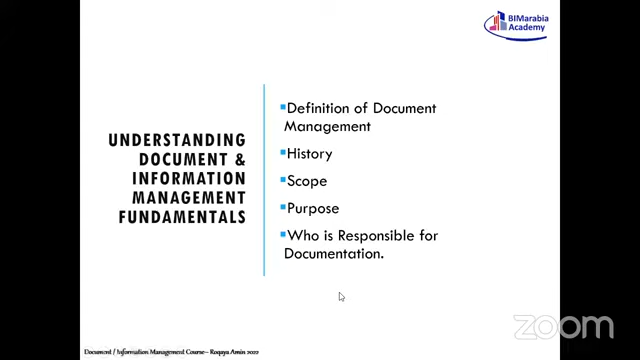 BIMarabia
Academy
UNDERSTANDING
DOCUMENT &
INFORMATION
MANAGEMENT
FUNDAMENTALS
Definition of Document
Management
History
Scope
Purpose
Who is Responsible for
Documentation.
Document / Information Management Course– Roqaya Amin 2022
zoom